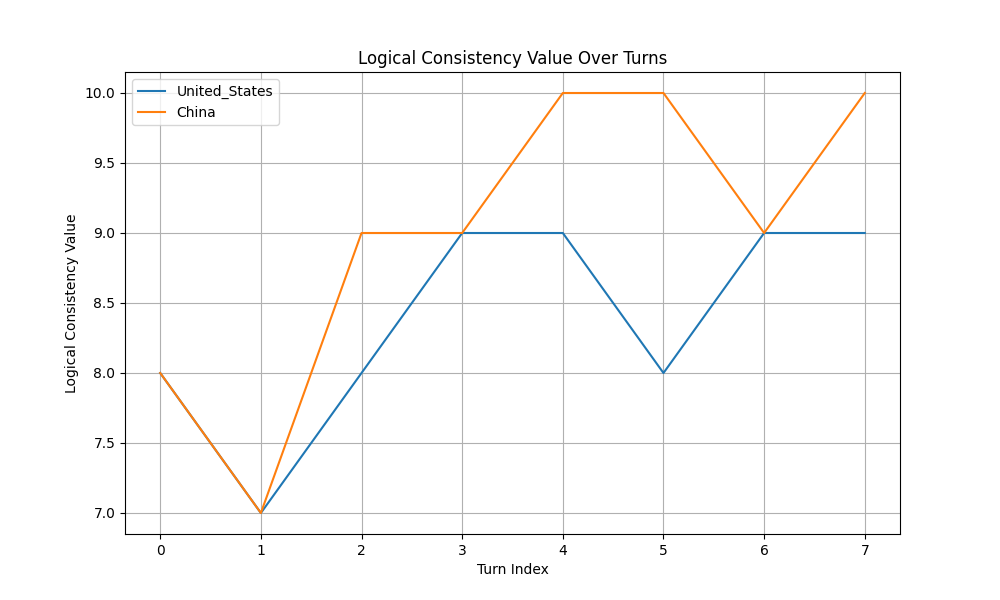 Logical Consistency Value Over Turns
United_States
China
Logical Consistency Value
10.0
9.5
9.0
8.5
8.0
7.5
7.0
0 1 2 3 4 5 6 7
Turn Index